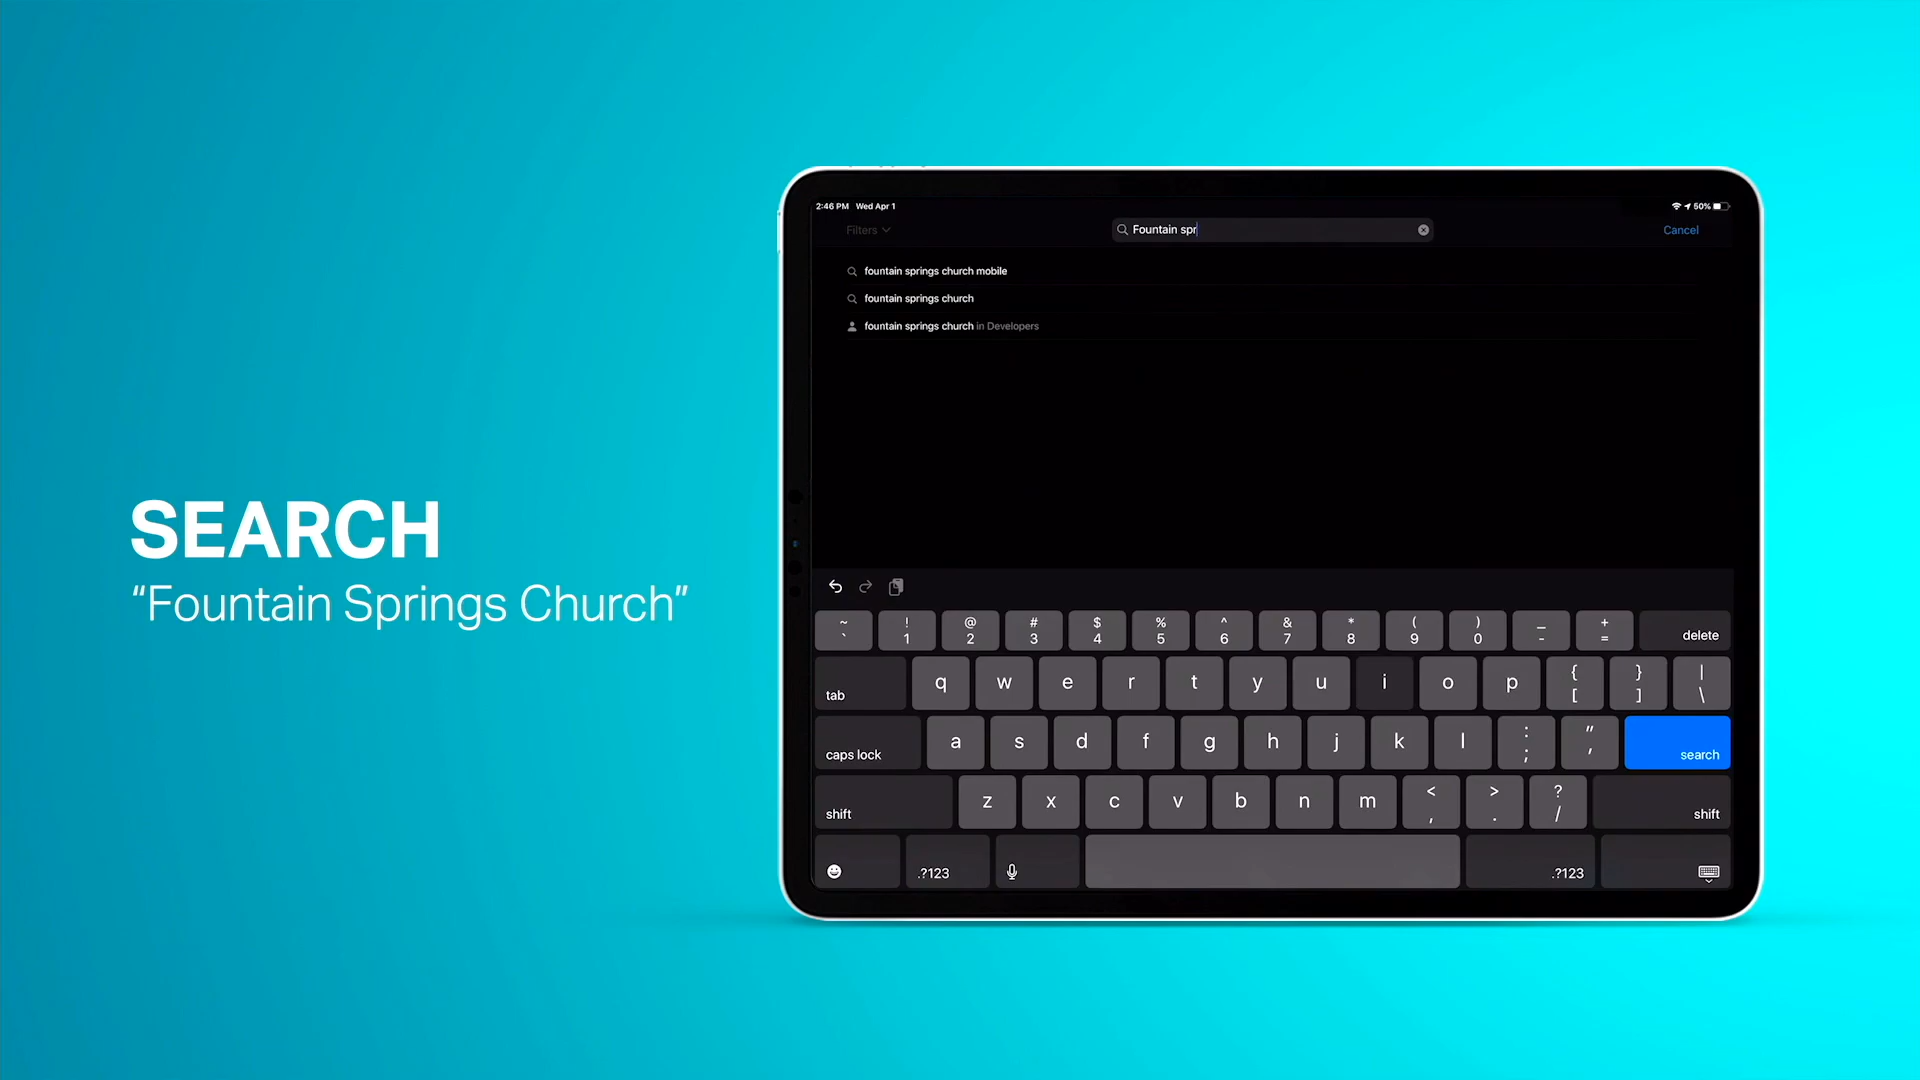 SEARCH
“Fountain Springs Church”
2:46 PM Wed Apr 1
50%
Filters
Fountain spr
Cancel
fountain springs church mobile
fountain springs church
fountain springs church in Developers
~ ! @ # $ % ^ & * ( ) _ +
` 1 2 3 4 5 6 7 8 9 0 - = delete
tab q w e r t y u i o p { [ } ] | \
caps lock a s d f g h j k l : ; " ' search
shift z x c v b n m < , > . ? / shift
.?123 .?123